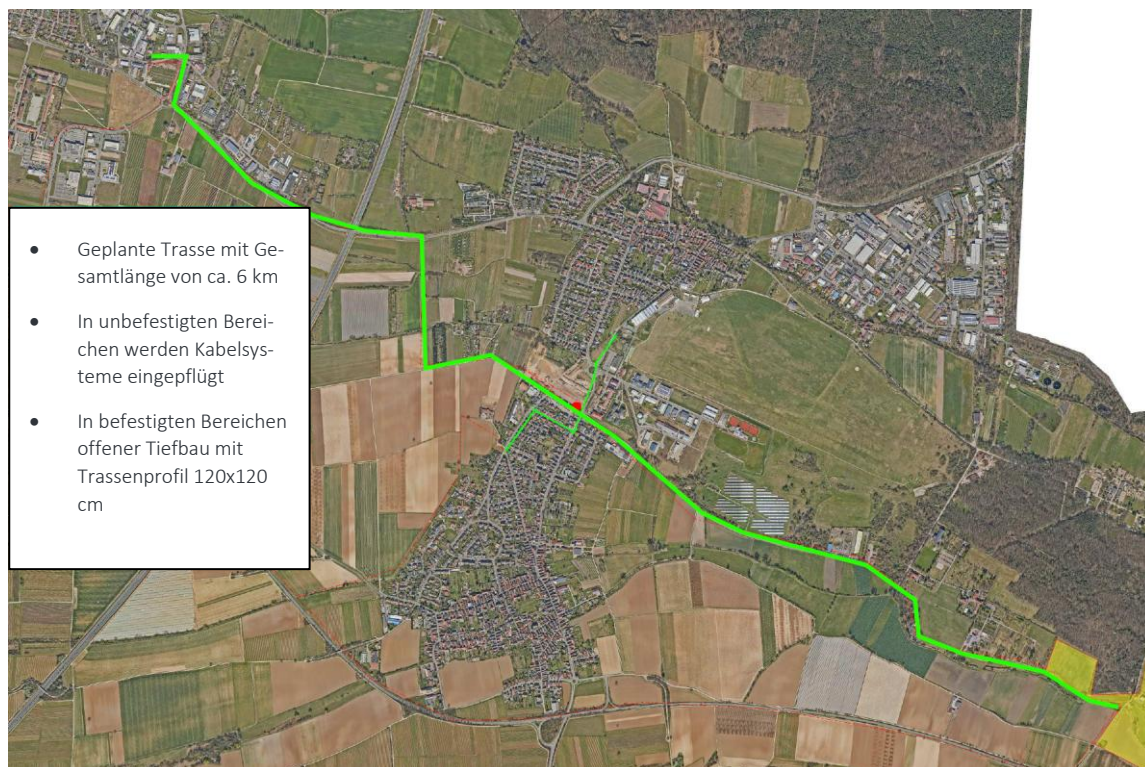 • Geplante Trasse mit Ge-
samtlänge von ca. 6 km
• In unbefestigten Berei-
chen werden Kabelsys-
teme eingepflügt
• In befestigten Bereichen
offener Tiefbau mit
Trassenprofil 120x120
cm